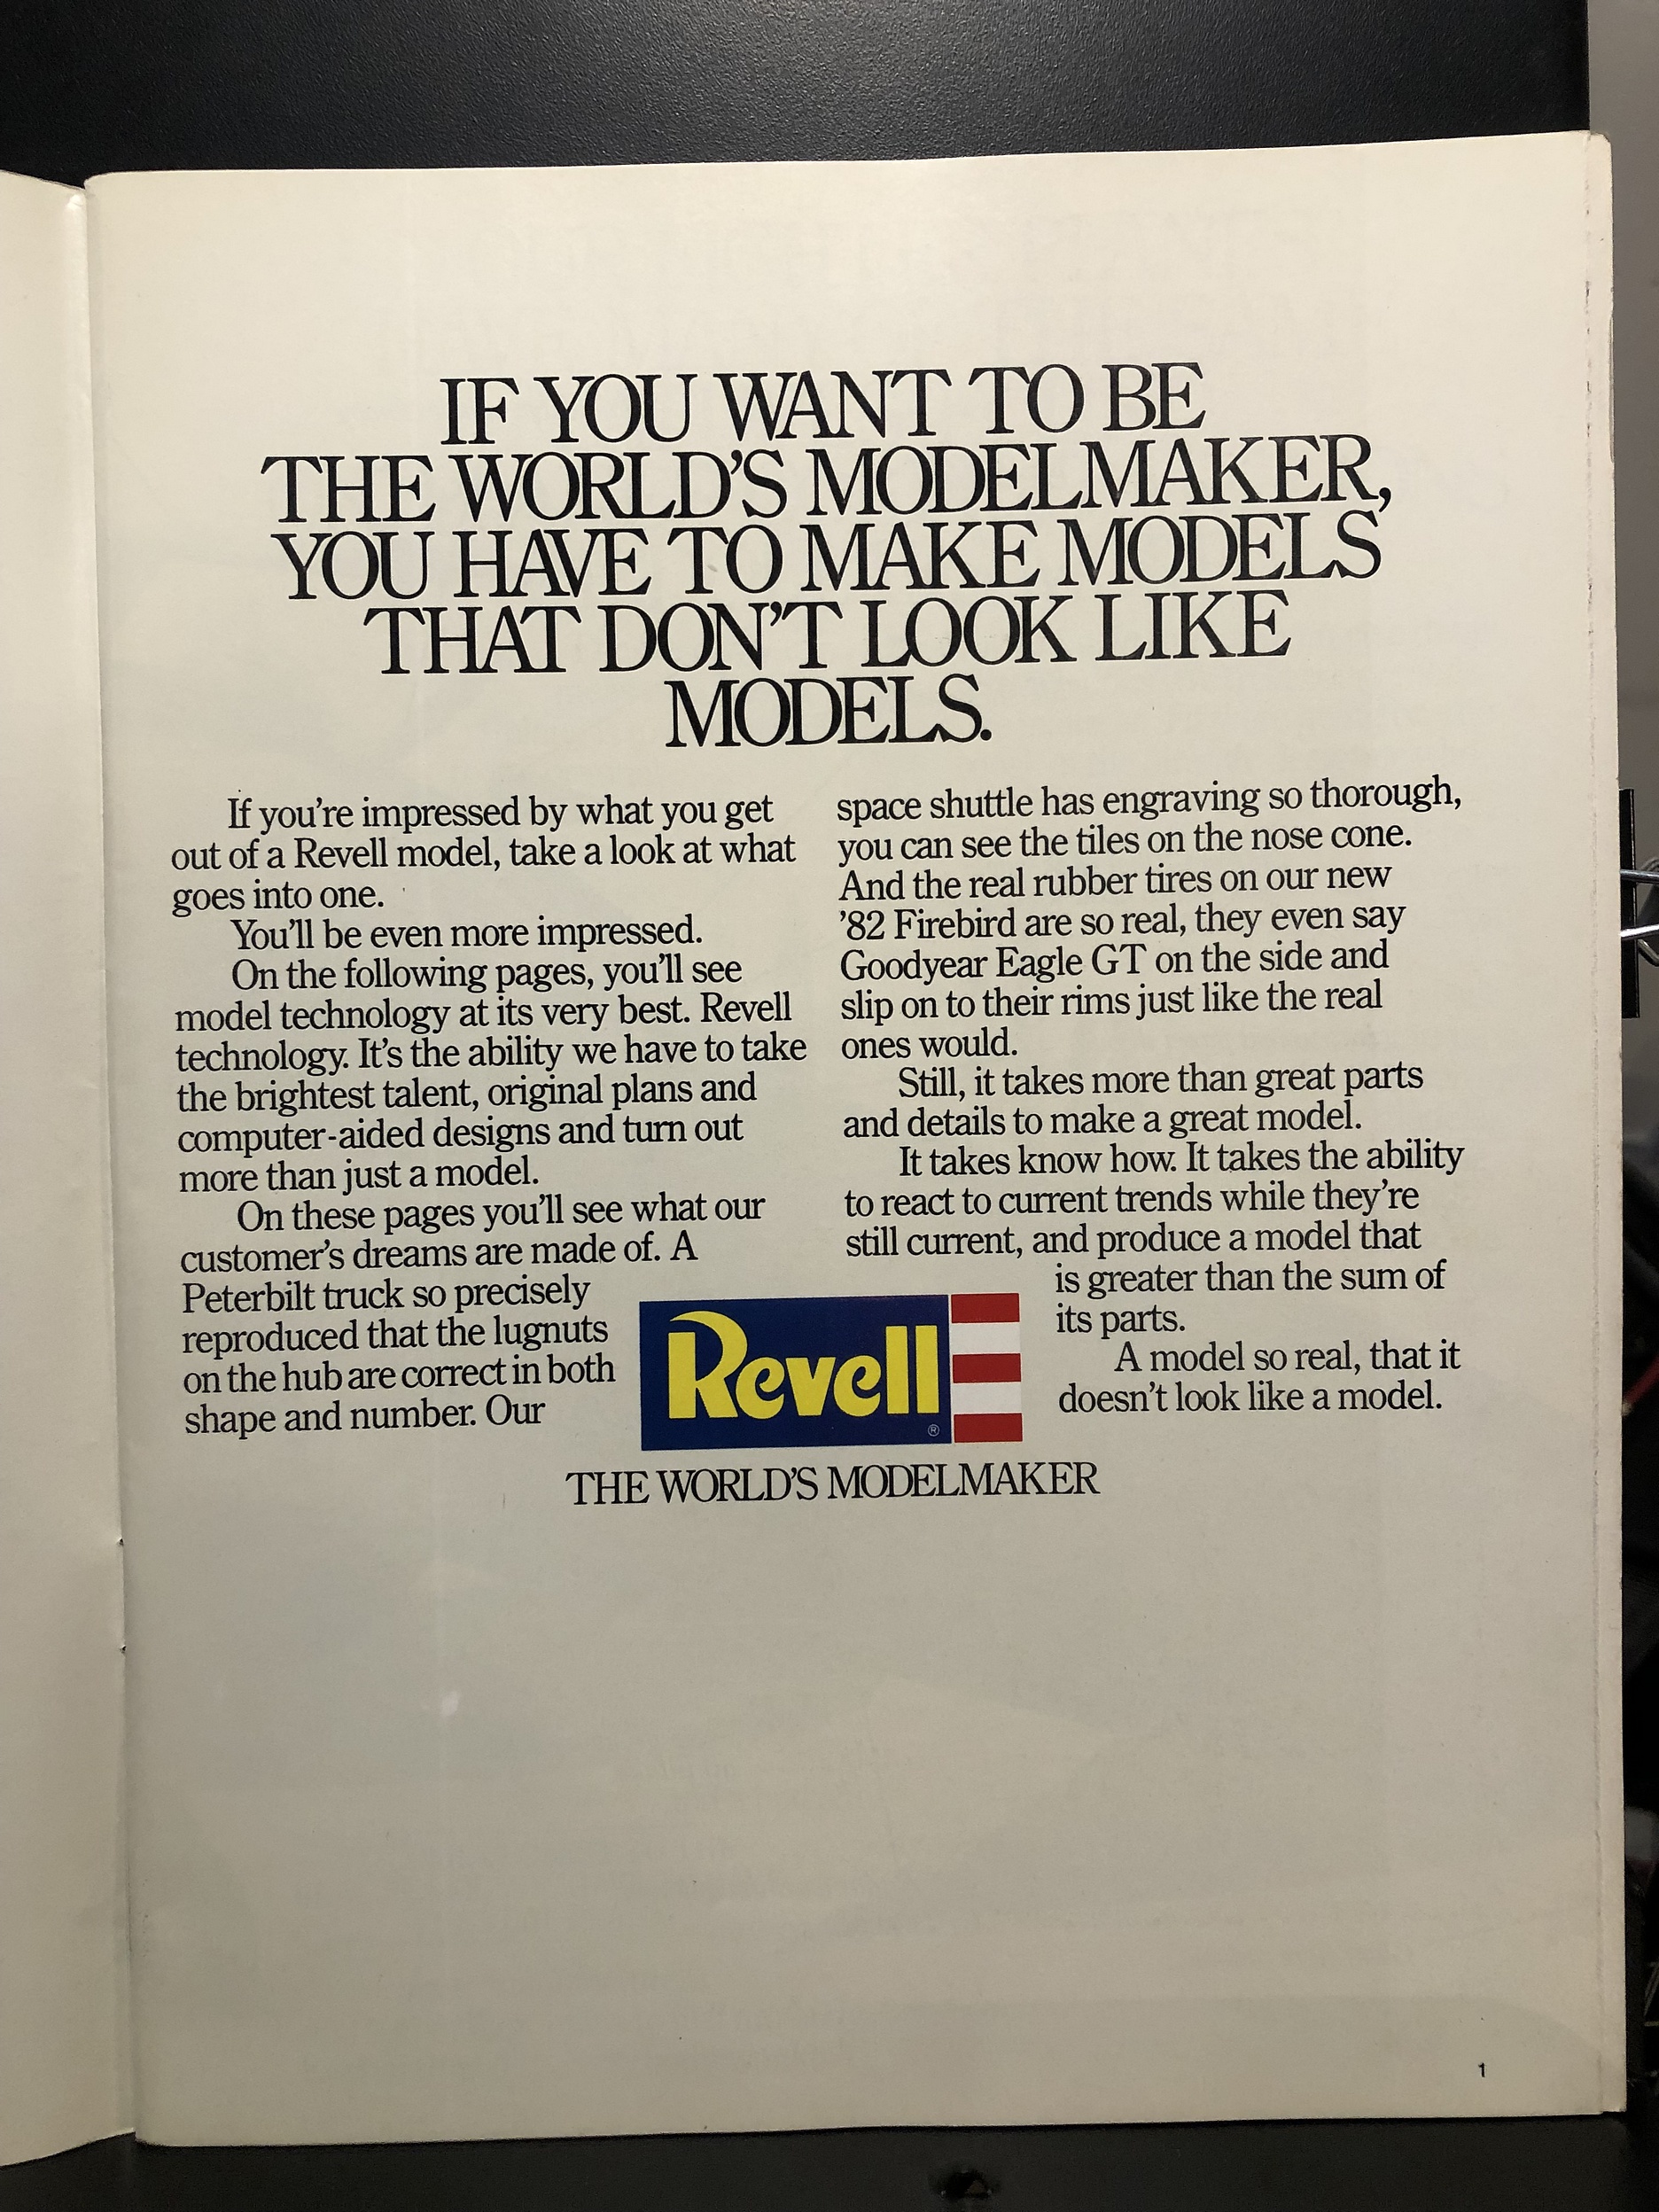 IF YOU WANT TO BE
THE WORLD'S MODELMAKER,
YOU HAVE TO MAKE MODELS
THAT DON'T LOOK LIKE
MODELS.
If you're impressed by what you get
out of a Revell model, take a look at what
goes into one.
You'll be even more impressed.
On the following pages, you'll see
model technology at its very best. Revell
technology. It's the ability we have to take
the brightest talent, original plans and
computer-aided designs and turn out
more than just a model.
On these pages you'll see what our
customer's dreams are made of. A
Peterbilt truck so precisely
reproduced that the lugnuts
on the hub are correct in both
shape and number. Our
space shuttle has engraving so thorough,
you can see the tiles on the nose cone.
And the real rubber tires on our new
'82 Firebird are so real, they even say
Goodyear Eagle GT on the side and
slip on to their rims just like the real
ones would.
Still, it takes more than great parts
and details to make a great model.
It takes know how. It takes the ability
to react to current trends while they're
still current, and produce a model that
is greater than the sum of
its parts.
A model so real, that it
doesn't look like a model.
Revell®
THE WORLD'S MODELMAKER
1